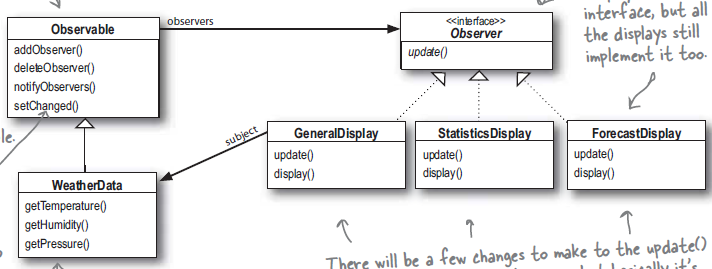 observers
Observable
addObserver()
deleteObserver()
notifyObservers()
setChanged()
<<interface>>
Observer
update()
interface, but all
the displays still
implement it too.
le.
subject
GeneralDisplay
update()
display()
StatisticsDisplay
update()
display()
ForecastDisplay
update()
display()
WeatherData
getTemperature()
getHumidity()
getPressure()
There will be a few changes to make to the update()